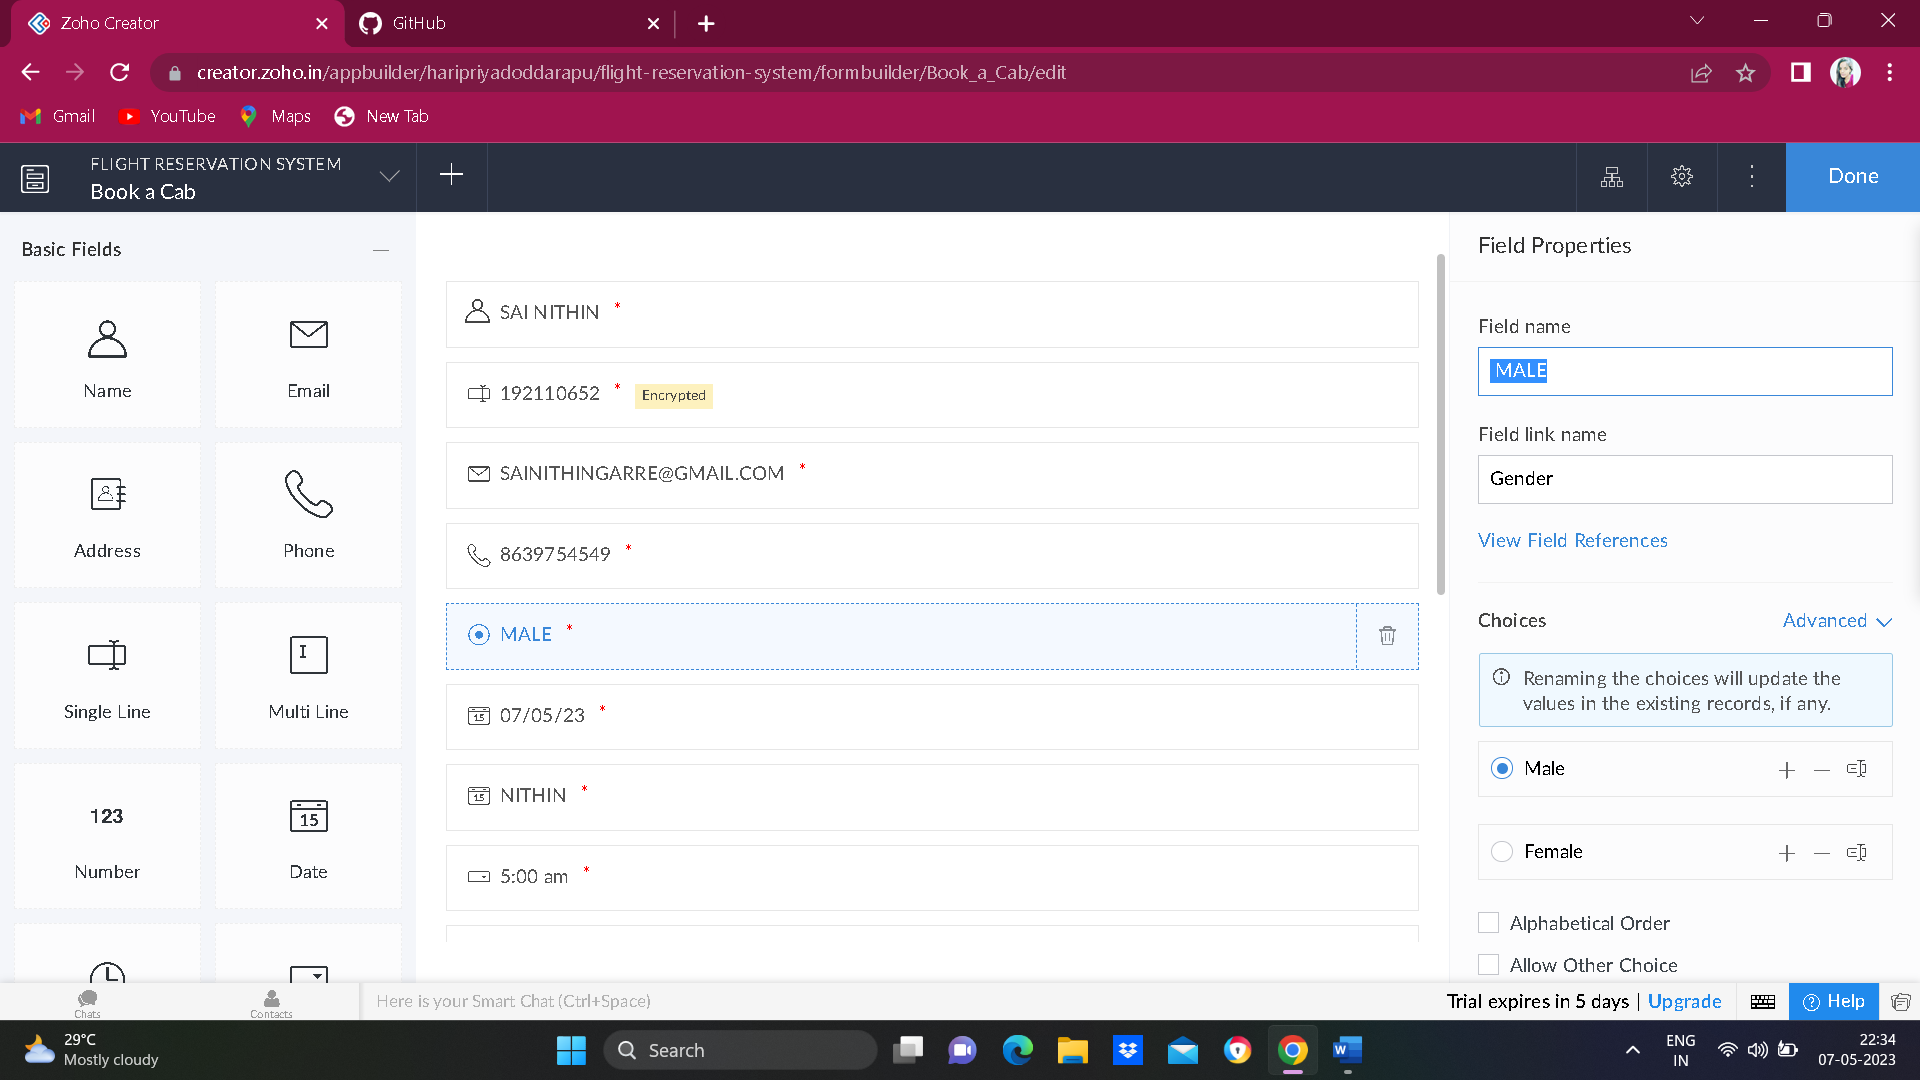 Zoho Creator
GitHub
creator.zoho.in/appbuilder/haripriyadoddarapu/flight-reservation-system/formbuilder/Book_a_Cab/edit
Gmail
YouTube
Maps
New Tab
FLIGHT RESERVATION SYSTEM
Book a Cab
Done
Basic Fields
Name
Email
Address
Phone
Single Line
Multi Line
123
Number
15
Date
SAI NITHIN *
192110652 * Encrypted
SAINITHINGARRE@GMAIL.COM *
8639754549 *
MALE *
15 07/05/23 *
15 NITHIN *
5:00 am *
Field Properties
Field name
MALE
Field link name
Gender
View Field References
Choices
Advanced
Renaming the choices will update the
values in the existing records, if any.
Male
Female
Alphabetical Order
Allow Other Choice
Chats
Contacts
Here is your Smart Chat (Ctrl+Space)
Trial expires in 5 days | Upgrade
Help
29°C
Mostly cloudy
Search
ENG
IN
22:34
07-05-2023